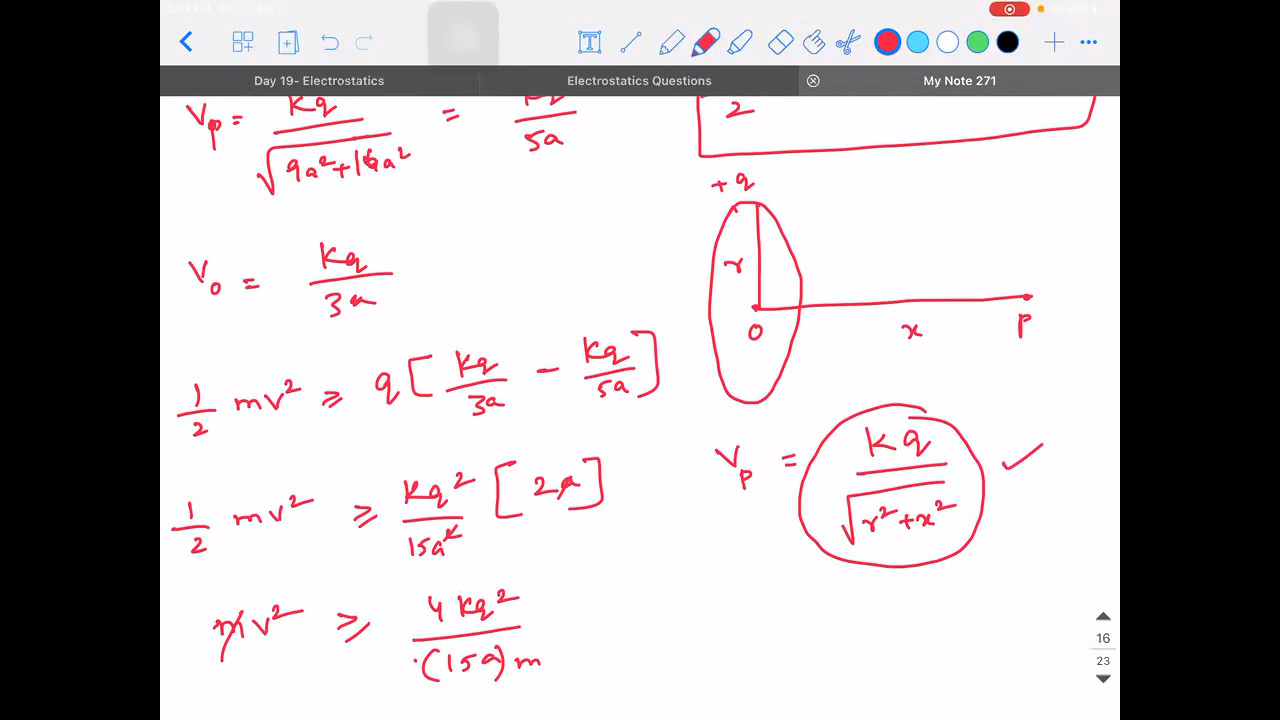 Day 19- Electrostatics
Electrostatics Questions
My Note 271
Vp = Kq / √(9a² + 16a²) = Kq / 5a
2
+q
r
O
x
P
V₀ = Kq / 3a
1/2 mv² ≥ q [ Kq / 3a − Kq / 5a ]
Vp = Kq / √(r² + x²) ✓
1/2 mv² ≥ Kq² / 15a² [ 2a ]
mv² ≥ 4Kq² / (15a)m
16
23